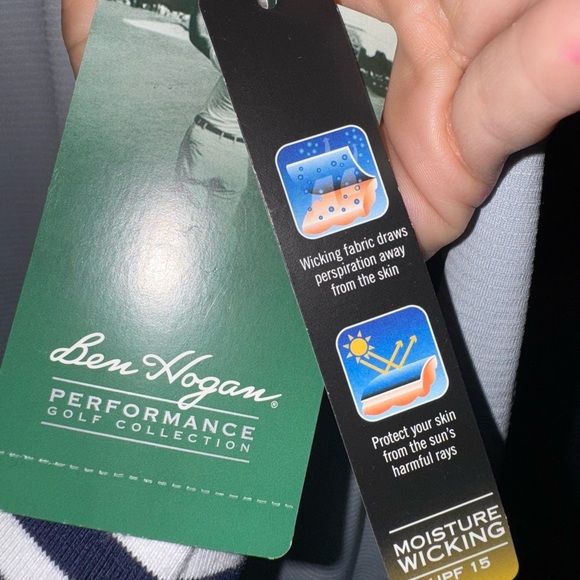 Ben Hogan®
PERFORMANCE
GOLF COLLECTION
Wicking fabric draws
perspiration away
from the skin
Protect your skin
from the sun's
harmful rays
MOISTURE
WICKING
UPF 15